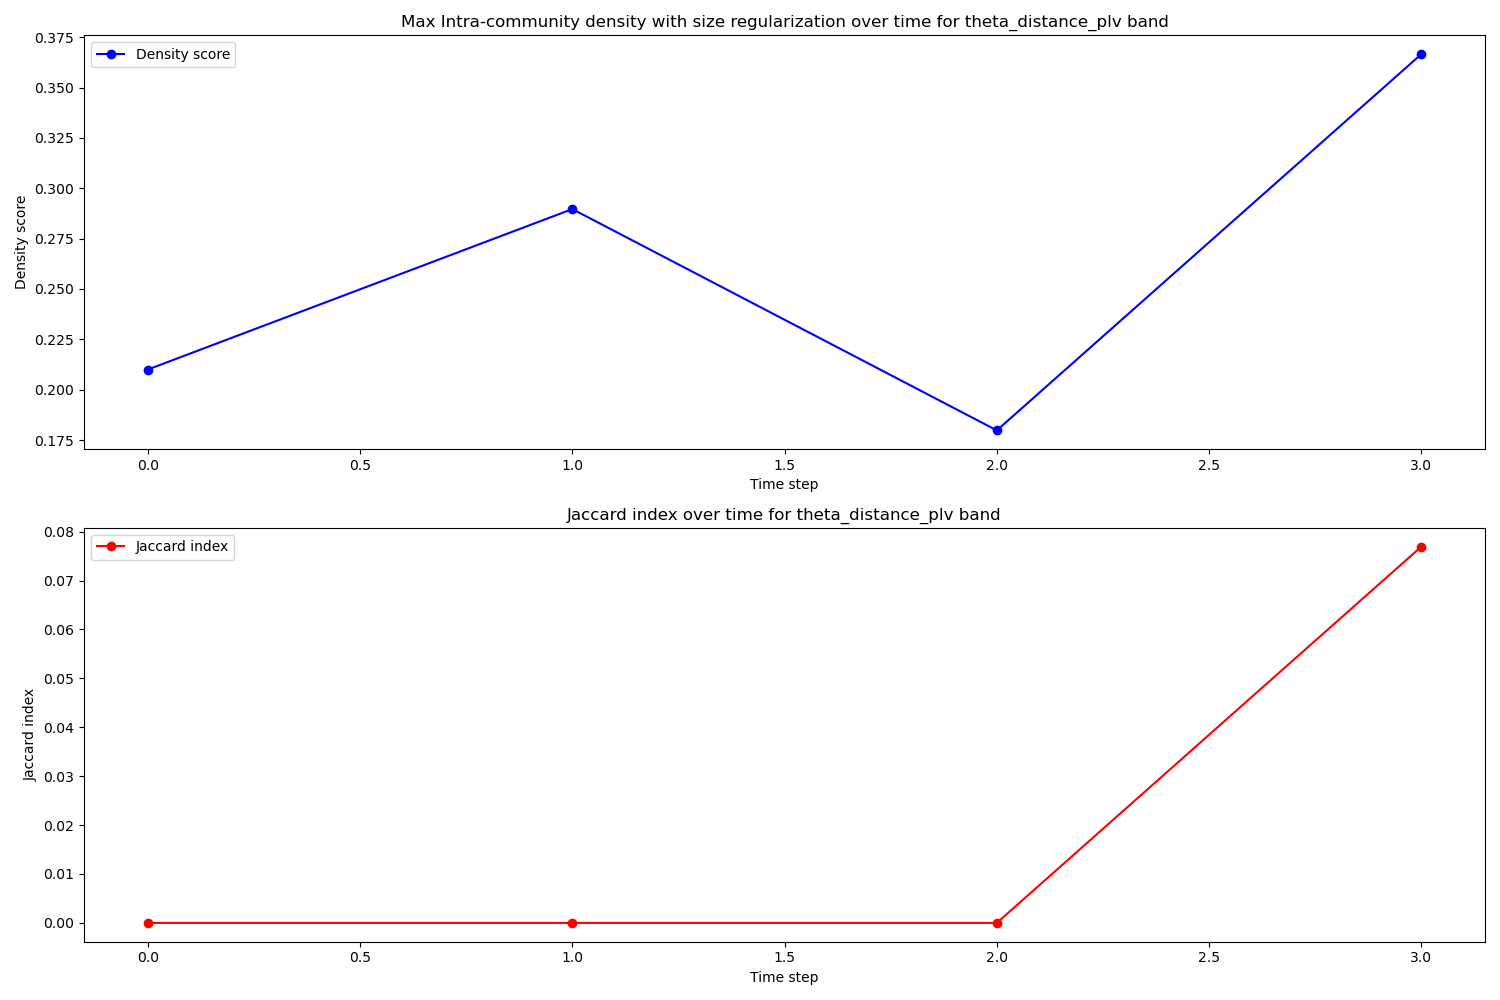 Max Intra-community density with size regularization over time for theta_distance_plv band
Density score
0.375
0.350
0.325
0.300
0.275
0.250
0.225
0.200
0.175
Density score
0.0 0.5 1.0 1.5 2.0 2.5 3.0
Time step
Jaccard index over time for theta_distance_plv band
Jaccard index
0.08
0.07
0.06
0.05
0.04
0.03
0.02
0.01
0.00
Jaccard index
0.0 0.5 1.0 1.5 2.0 2.5 3.0
Time step